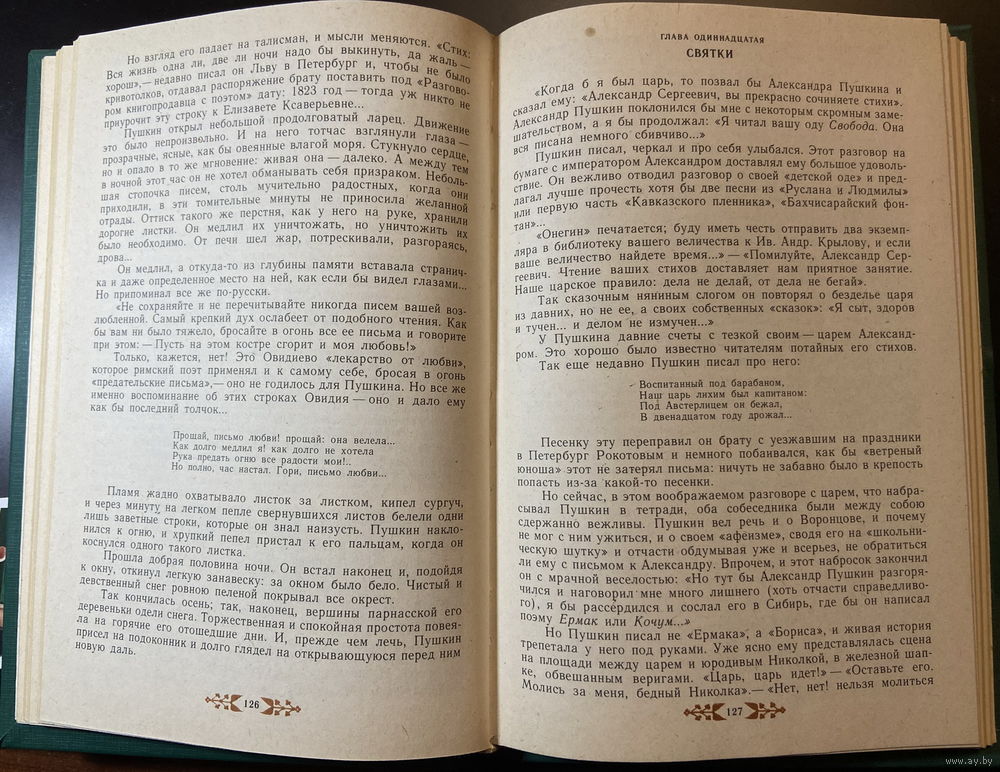 Но взгляд его падает на талисман, и мысли меняются. «Стих:
Вся жизнь одна ли, две ли ночи надо бы выкинуть, да жаль —
хорош»,— недавно писал он Льву в Петербург и, чтобы не было
кривотолков, отдавал распоряжение брату поставить под «Разгово-
ром книгопродавца с поэтом» дату: 1823 год — тогда уж никто не
приурочит эту строку к Елизавете Ксаверьевне...
Пушкин открыл небольшой продолговатый ларец. Движение
это было непроизвольно. И на него тотчас взглянули глаза —
прозрачные, ясные, как бы овеянные влагой моря. Стукнуло сердце,
но и опало в то же мгновение: живая она — далеко. А между тем
в ночной этот час он не хотел обманывать себя призраком. Неболь-
шая стопочка писем, столь мучительно радостных, когда они
приходили, в эти томительные минуты не приносила желанной
отрады. Оттиск такого же перстня, как у него на руке, хранили
дорогие листки. Он медлил их уничтожать, но уничтожить их
было необходимо. От печи шел жар, потрескивали, разгораясь,
дрова...
Он медлил, а откуда-то из глубины памяти вставала странич-
ка и даже определенное место на ней, как если бы видел глазами...
Но припоминал все же по-русски.
«Не сохраняйте и не перечитывайте никогда писем вашей воз-
любленной. Самый крепкий дух ослабеет от подобного чтения. Как
бы вам ни было тяжело, бросайте в огонь все ее письма и говорите
при этом: — Пусть на этом костре сгорит и моя любовь!»
Только, кажется, нет! Это Овидиево «лекарство от любви»,
которое римский поэт применял и к самому себе, бросая в огонь
«предательские письма»,— оно не годилось для Пушкина. Но все же
именно воспоминание об этих строках Овидия — оно и дало ему
как бы последний толчок...
Прощай, письмо любви! прощай: она велела...
Как долго медлил я! как долго не хотела
Рука предать огню все радости мои!..
Но полно, час настал. Гори, письмо любви...
Пламя жадно охватывало листок за листком, кипел сургуч,
и через минуту на легком пепле свернувшихся листов белели одни
лишь заветные строки, которые он знал наизусть. Пушкин накло-
нился к огню, и хрупкий пепел пристал к его пальцам, когда он
коснулся одного такого листка.
Прошла добрая половина ночи. Он встал наконец и, подойдя
к окну, откинул легкую занавеску: за окном было бело. Чистый и
девственный снег ровною пеленой покрывал все окрест.
Так кончилась осень; так, наконец, вершины парнасской его
деревеньки одели снега. Торжественная и спокойная простота повея-
ла на горячие его отошедшие дни. И, прежде чем лечь, Пушкин
присел на подоконник и долго глядел на открывающуюся перед ним
новую даль.
126
ГЛАВА ОДИННАДЦАТАЯ
СВЯТКИ
«Когда б я был царь, то позвал бы Александра Пушкина и
сказал ему: «Александр Сергеевич, вы прекрасно сочиняете стихи».
Александр Пушкин поклонился бы мне с некоторым скромным заме-
шательством, а я бы продолжал: «Я читал вашу оду Свобода. Она
вся писана немного сбивчиво...»
Пушкин писал, черкал и про себя улыбался. Этот разговор на
бумаге с императором Александром доставлял ему большое удоволь-
ствие. Он вежливо отводил разговор о своей «детской оде» и пред-
лагал лучше прочесть хотя бы две песни из «Руслана и Людмилы»
или первую часть «Кавказского пленника», «Бахчисарайский фон-
тан»...
«Онегин» печатается; буду иметь честь отправить два экземп-
ляра в библиотеку вашего величества к Ив. Андр. Крылову, и если
ваше величество найдете время...» — «Помилуйте, Александр Сер-
геевич. Чтение ваших стихов доставляет нам приятное занятие.
Наше царское правило: дела не делай, от дела не бегай».
Так сказочным няниным слогом он повторял о безделье царя
из давних, но не ее, а своих собственных «сказок»: «Я сыт, здоров
и тучен... и делом не измучен...»
У Пушкина давние счеты с тезкой своим — царем Александ-
ром. Это хорошо было известно читателям потайных его стихов.
Так еще недавно Пушкин писал про него:
Воспитанный под барабаном,
Наш царь лихим был капитаном:
Под Австерлицем он бежал,
В двенадцатом году дрожал...
Песенку эту переправил он брату с уезжавшим на праздники
в Петербург Рокотовым и немного побаивался, как бы «ветреный
юноша» этот не затерял письма: ничуть не забавно было в крепость
попасть из-за какой-то песенки.
Но сейчас, в этом воображаемом разговоре с царем, что набра-
сывал Пушкин в тетради, оба собеседника были между собою
сдержанно вежливы. Пушкин вел речь и о Воронцове, и почему
не мог с ним ужиться, и о своем «афеизме», сводя его на «школьни-
ческую шутку» и отчасти обдумывая уже и всерьез, не обратиться
ли ему с письмом к Александру. Впрочем, и этот набросок закончил
он с мрачной веселостью: «Но тут бы Александр Пушкин разгоря-
чился и наговорил мне много лишнего (хоть отчасти справедливо-
го), я бы рассердился и сослал его в Сибирь, где бы он написал
поэму Ермак или Кочум...»
Но Пушкин писал не «Ермака», а «Бориса», и живая история
трепетала у него под руками. Уже ясно ему представлялась сцена
на площади между царем и юродивым Николкой, в железной шап-
ке, обвешанным веригами. «Царь, царь идет!» — «Оставьте его.
Молись за меня, бедный Николка».— «Нет, нет! нельзя молиться
127
www.ay.by